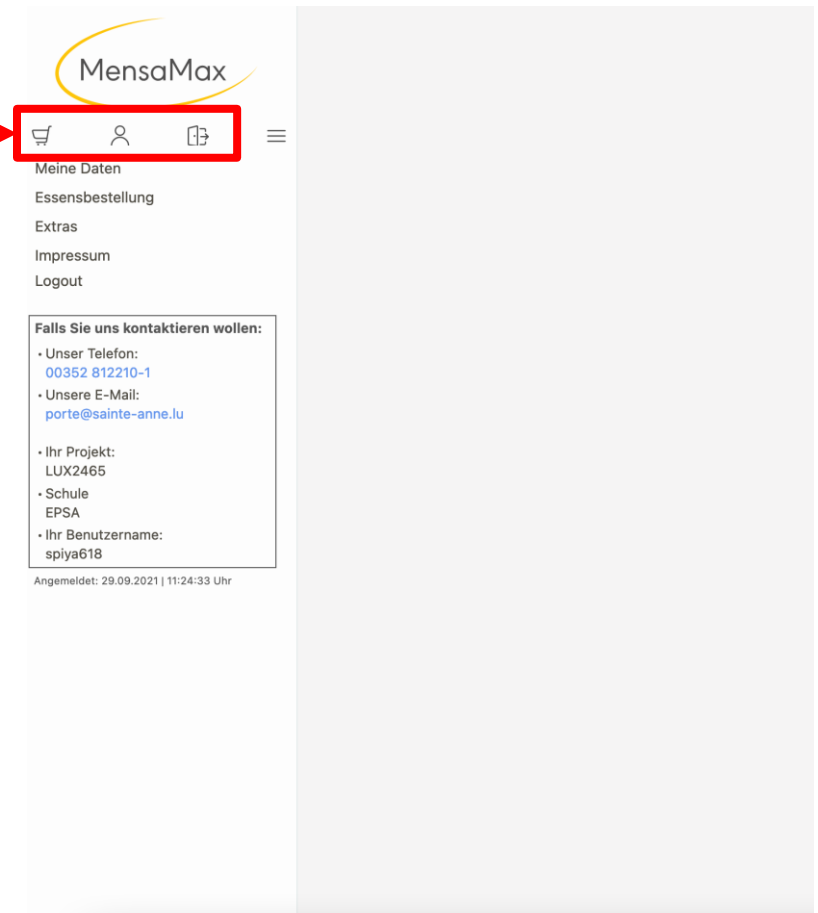 MensaMax
Meine Daten
Essensbestellung
Extras
Impressum
Logout
Falls Sie uns kontaktieren wollen:
• Unser Telefon:
00352 812210-1
• Unsere E-Mail:
porte@sainte-anne.lu
• Ihr Projekt:
LUX2465
• Schule
EPSA
• Ihr Benutzername:
spiya618
Angemeldet: 29.09.2021 | 11:24:33 Uhr